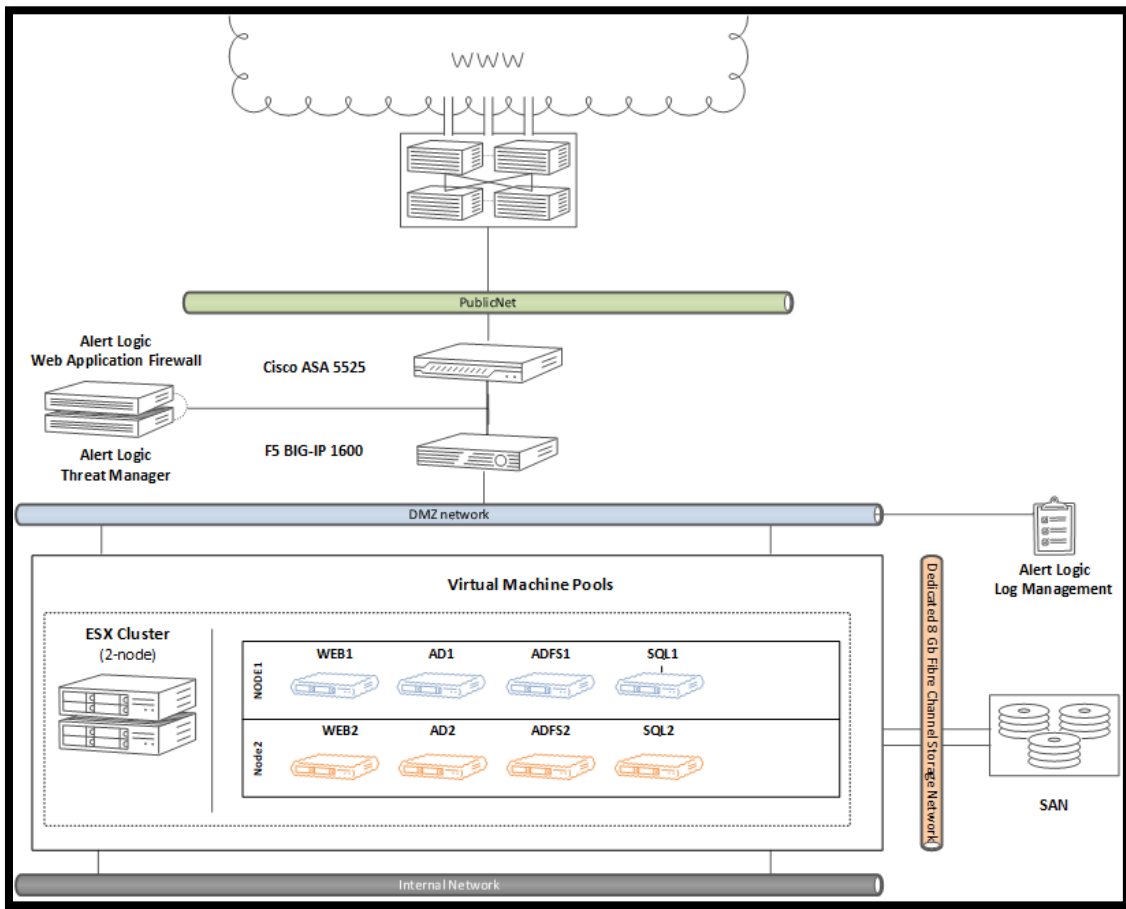 WWW
PublicNet
Alert Logic
Web Application Firewall
Cisco ASA 5525
Alert Logic
Threat Manager
F5 BIG-IP 1600
DMZ network
Alert Logic
Log Management
Virtual Machine Pools
ESX Cluster
(2-node)
NODE1
WEB1
AD1
ADFS1
SQL1
Node2
WEB2
AD2
ADFS2
SQL2
Dedicated 8 Gb Fibre Channel Storage Network
SAN
Internal Network